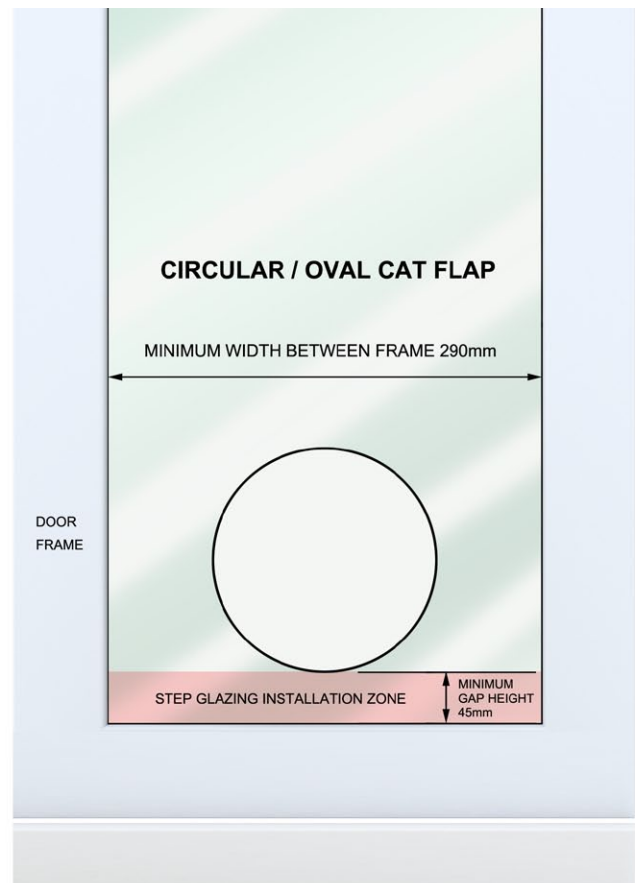 CIRCULAR / OVAL CAT FLAP
MINIMUM WIDTH BETWEEN FRAME 290mm
DOOR
FRAME
STEP GLAZING INSTALLATION ZONE
MINIMUM
GAP HEIGHT
45mm